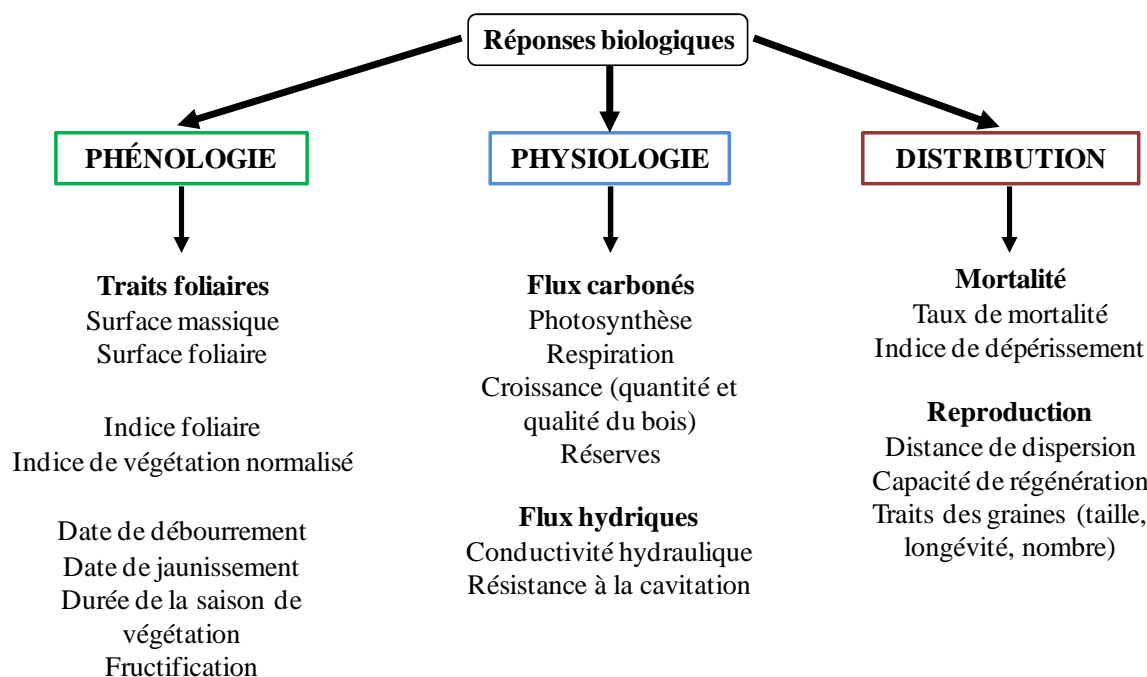 Réponses biologiques
PHÉNOLOGIE
Traits foliaires
Surface massique
Surface foliaire
Indice foliaire
Indice de végétation normalisé
Date de débourrement
Date de jaunissement
Durée de la saison de
végétation
Fructification
PHYSIOLOGIE
Flux carbonés
Photosynthèse
Respiration
Croissance (quantité et
qualité du bois)
Réserves
Flux hydriques
Conductivité hydraulique
Résistance à la cavitation
DISTRIBUTION
Mortalité
Taux de mortalité
Indice de dépérissement
Reproduction
Distance de dispersion
Capacité de régénération
Traits des graines (taille,
longévité, nombre)